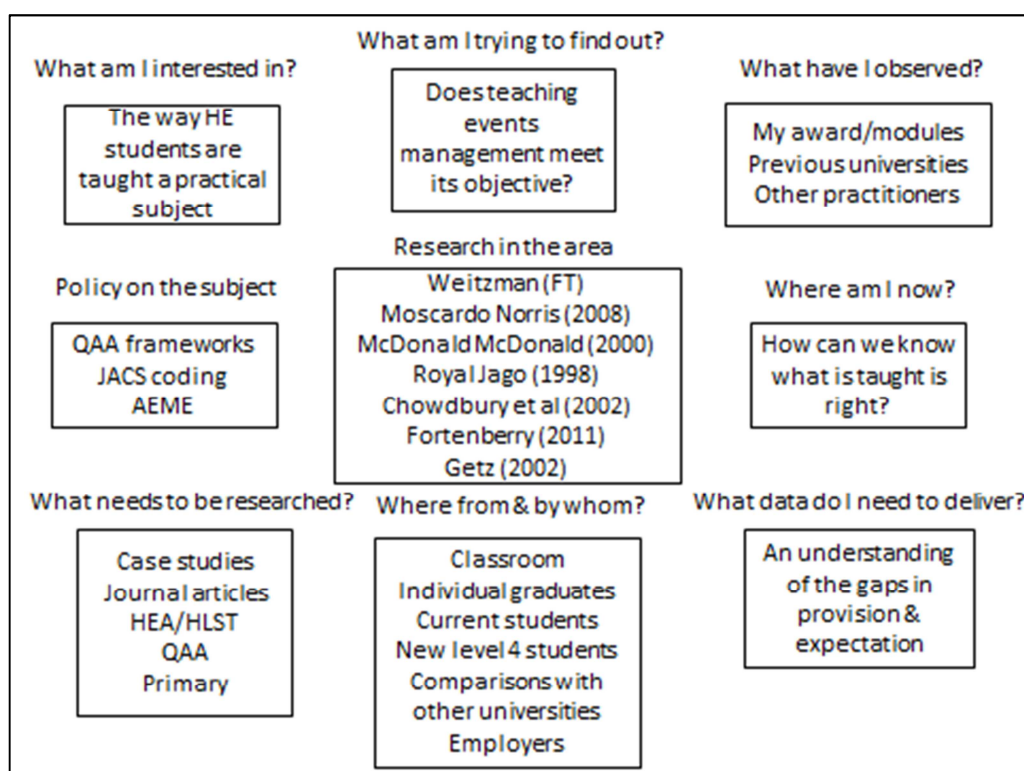 What am I interested in?
The way HE
students are
taught a practical
subject
What am I trying to find out?
Does teaching
events
management meet
its objective?
What have I observed?
My award/modules
Previous universities
Other practitioners
Policy on the subject
QAA frameworks
JACS coding
AEME
Research in the area
Weitzman (FT)
Moscardo Norris (2008)
McDonald McDonald (2000)
Royal Jago (1998)
Chowdbury et al (2002)
Fortenberry (2011)
Getz (2002)
Where am I now?
How can we know
what is taught is
right?
What needs to be researched?
Case studies
Journal articles
HEA/HLST
QAA
Primary
Where from & by whom?
Classroom
Individual graduates
Current students
New level 4 students
Comparisons with
other universities
Employers
What data do I need to deliver?
An understanding
of the gaps in
provision &
expectation